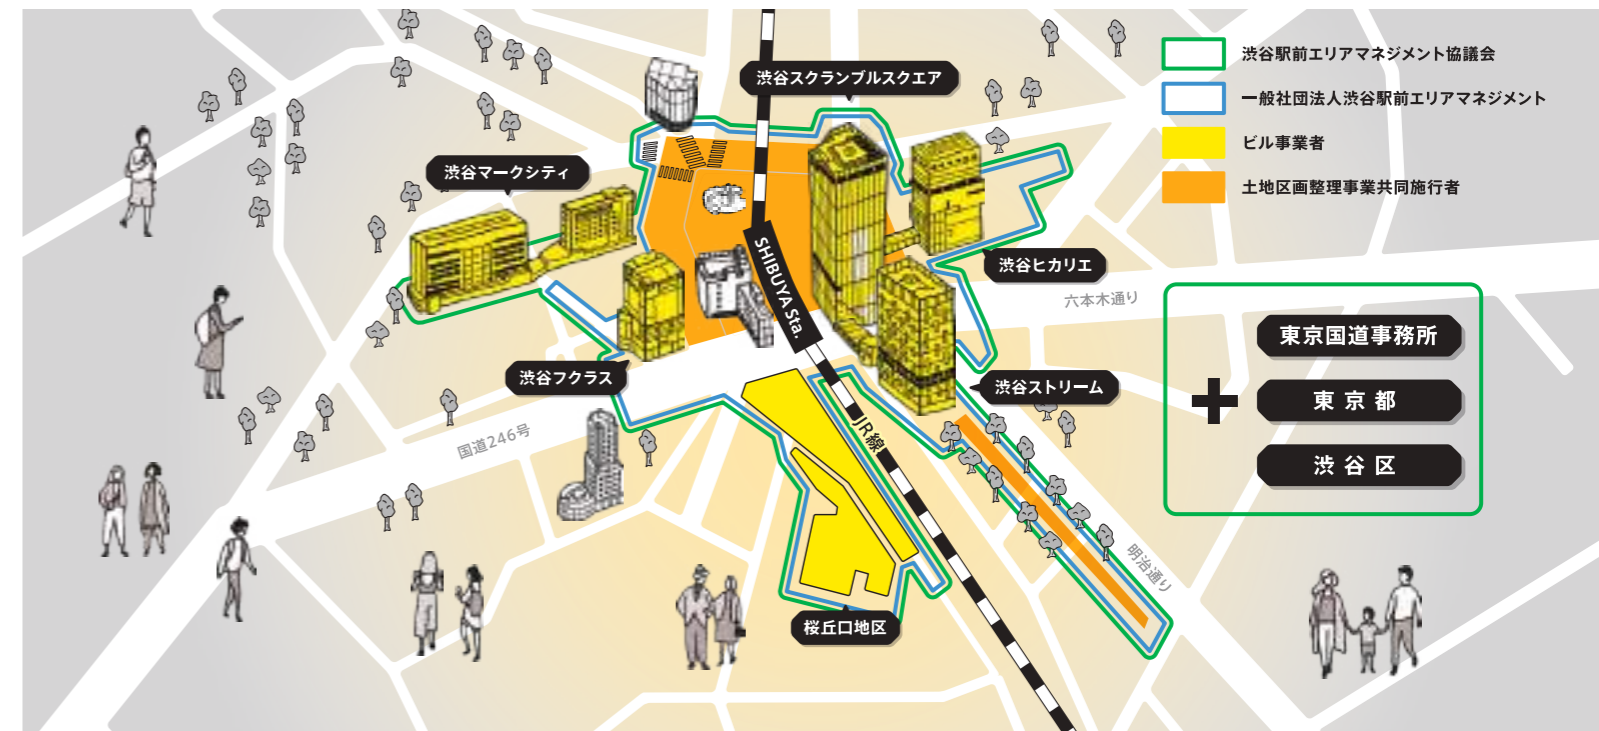 渋谷スクランブルスクエア
渋谷マークシティ
渋谷ヒカリエ
渋谷フクラス
渋谷ストリーム
桜丘口地区
SHIBUYA Sta.
JR線
六本木通り
国道246号
明治通り
渋谷駅前エリアマネジメント協議会
一般社団法人渋谷駅前エリアマネジメント
ビル事業者
土地区画整理事業共同施行者
+
東京国道事務所
東京都
渋谷区